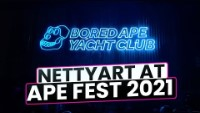 BORED APE
YACHT CLUB
NETTYART AT
APE FEST 2021